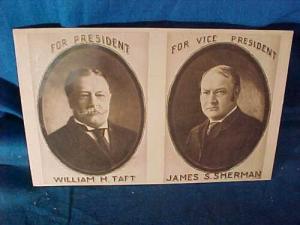 FOR PRESIDENT
WILLIAM H. TAFT
FOR VICE PRESIDENT
JAMES S. SHERMAN